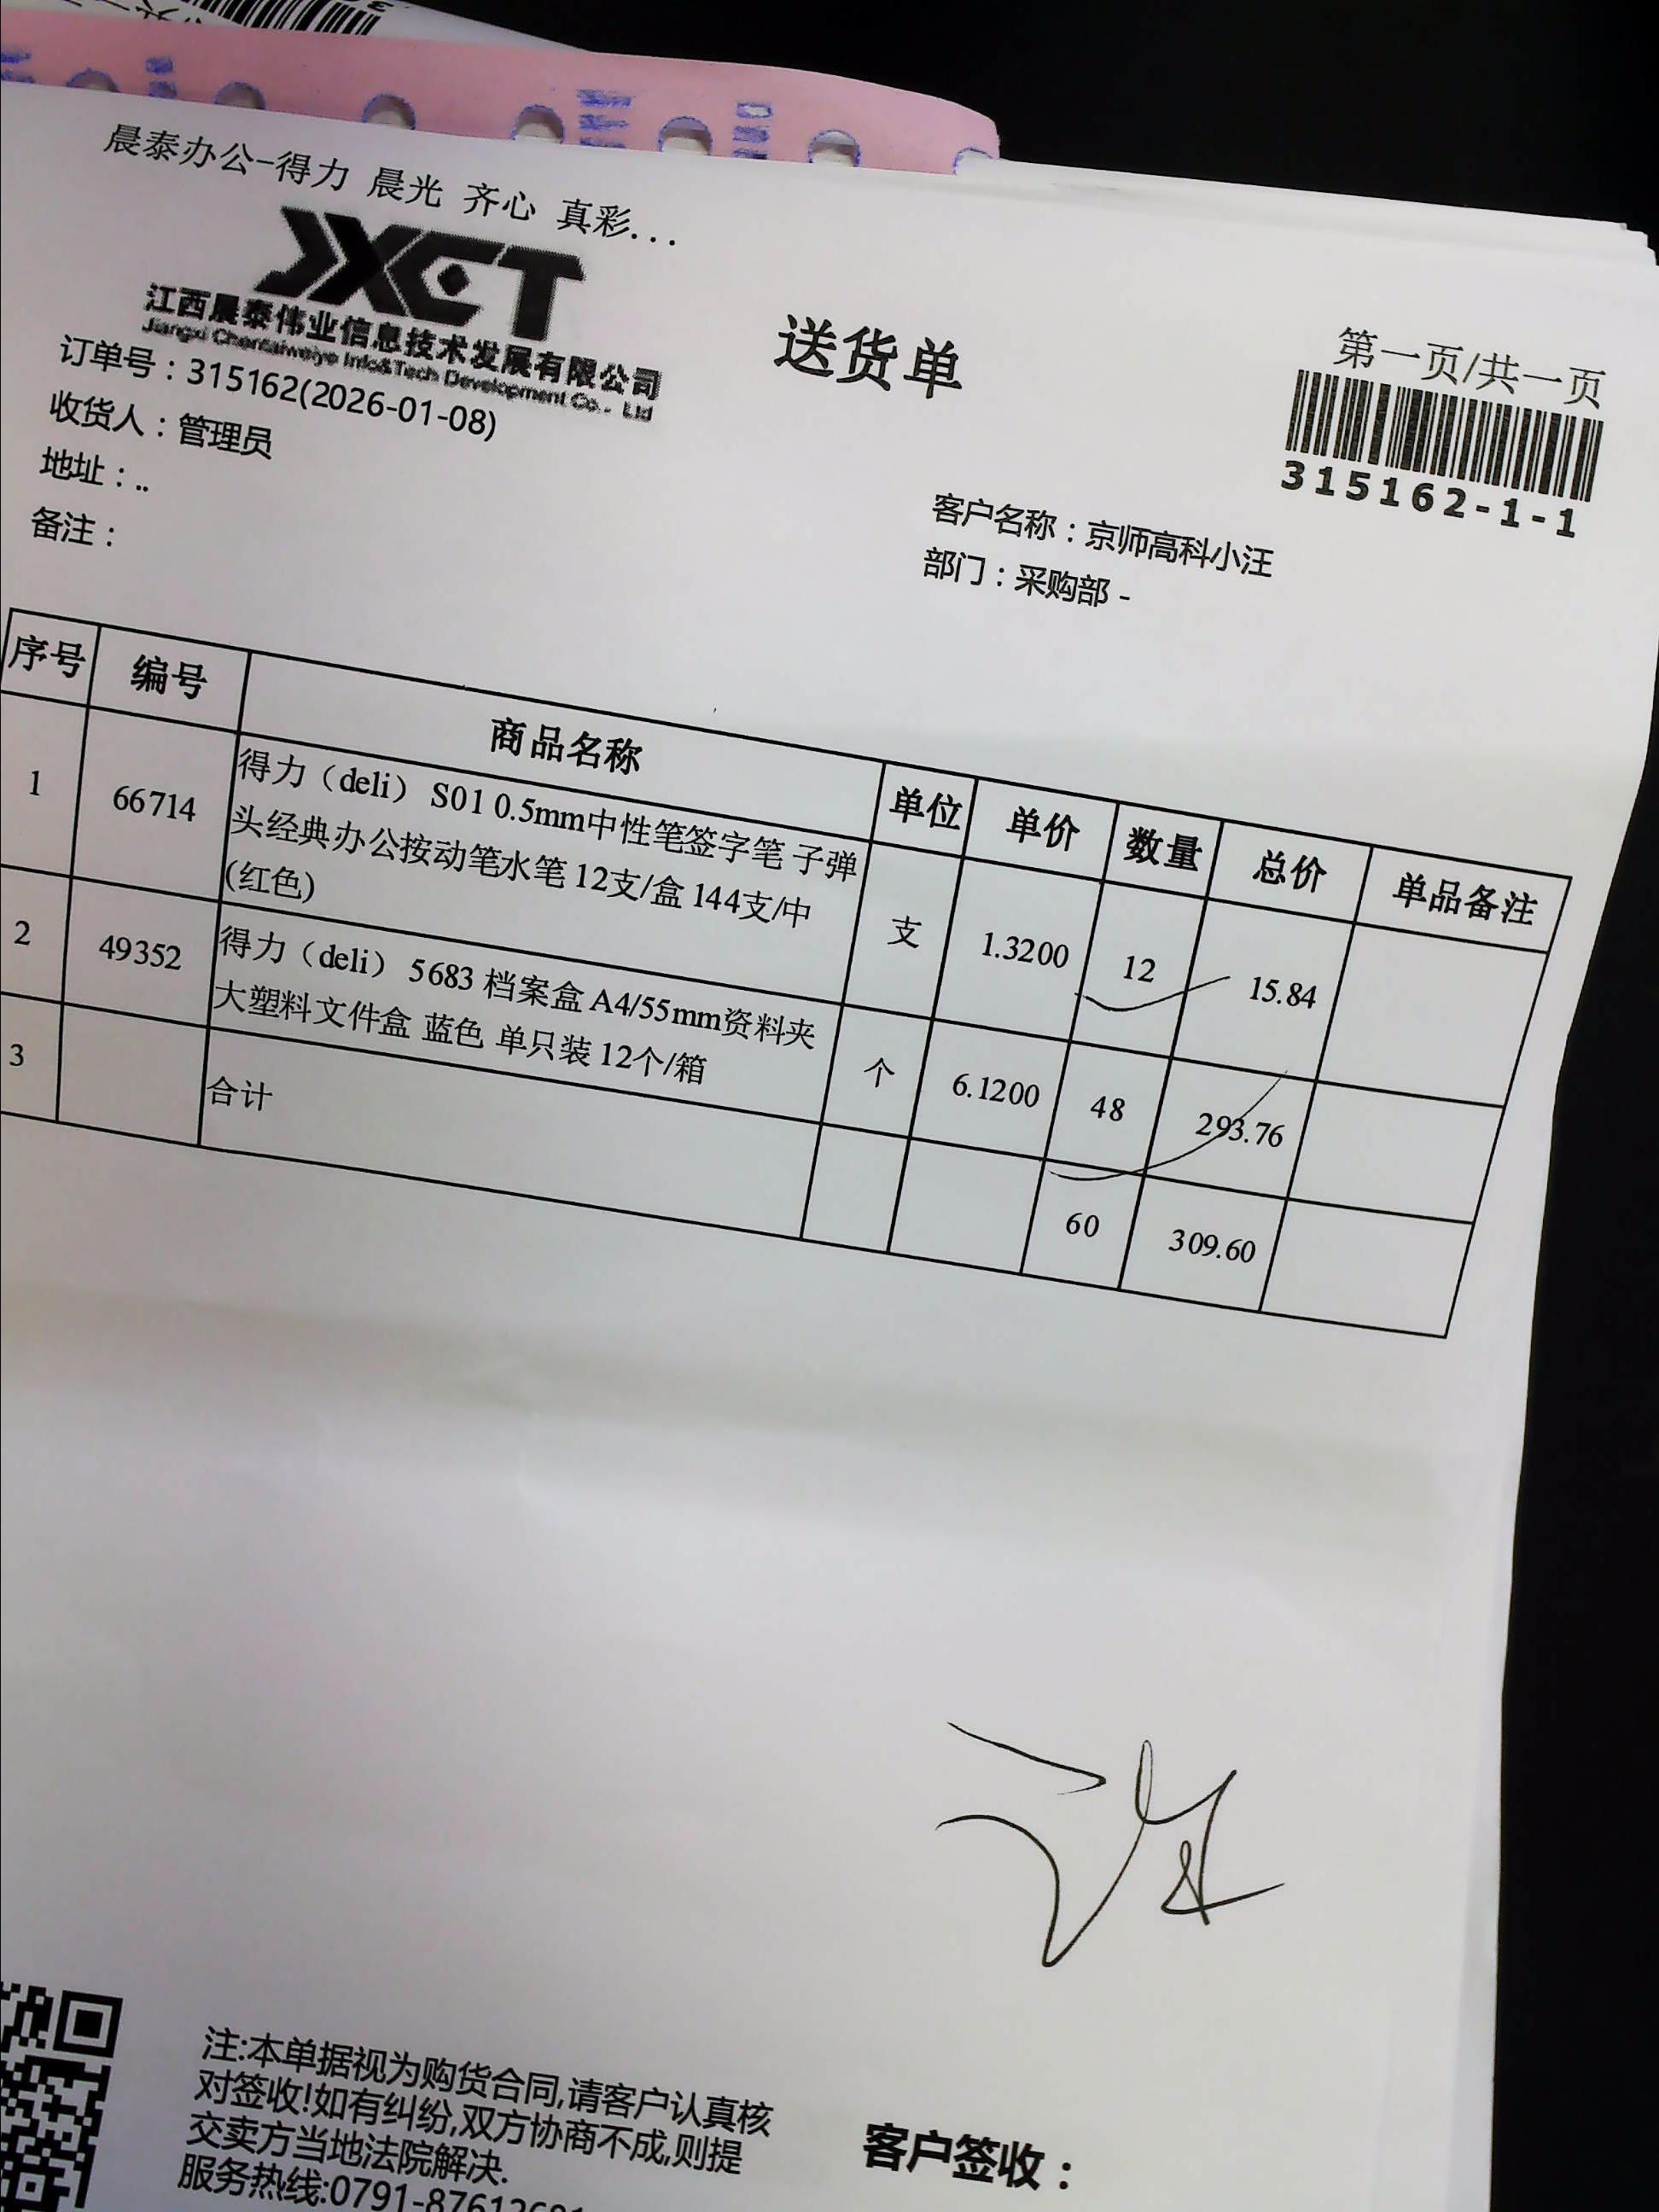 晨泰办公-得力 晨光 齐心 真彩...
JXCT
江西晨泰伟业信息技术发展有限公司
Jiangxi Chentaiweiye Info&Tech Development Co., Ltd
送货单
第一页/共一页
315162-1-1
订单号：315162(2026-01-08)
收货人：管理员
地址：..
备注：
客户名称：京师高科小汪
部门：采购部 -
序号 编号 商品名称 单位 单价 数量 总价 单品备注
1 66714 得力（deli） S01 0.5mm中性笔签字笔 子弹
头经典办公按动笔水笔 12支/盒 144支/中
(红色) 支 1.3200 12 15.84
2 49352 得力（deli） 5683 档案盒 A4/55mm资料夹
大塑料文件盒 蓝色 单只装 12个/箱 个 6.1200 48 293.76
3 合计 60 309.60
注:本单据视为购货合同,请客户认真核
对签收!如有纠纷,双方协商不成,则提
交卖方当地法院解决.
服务热线:0791-8761
客户签收：